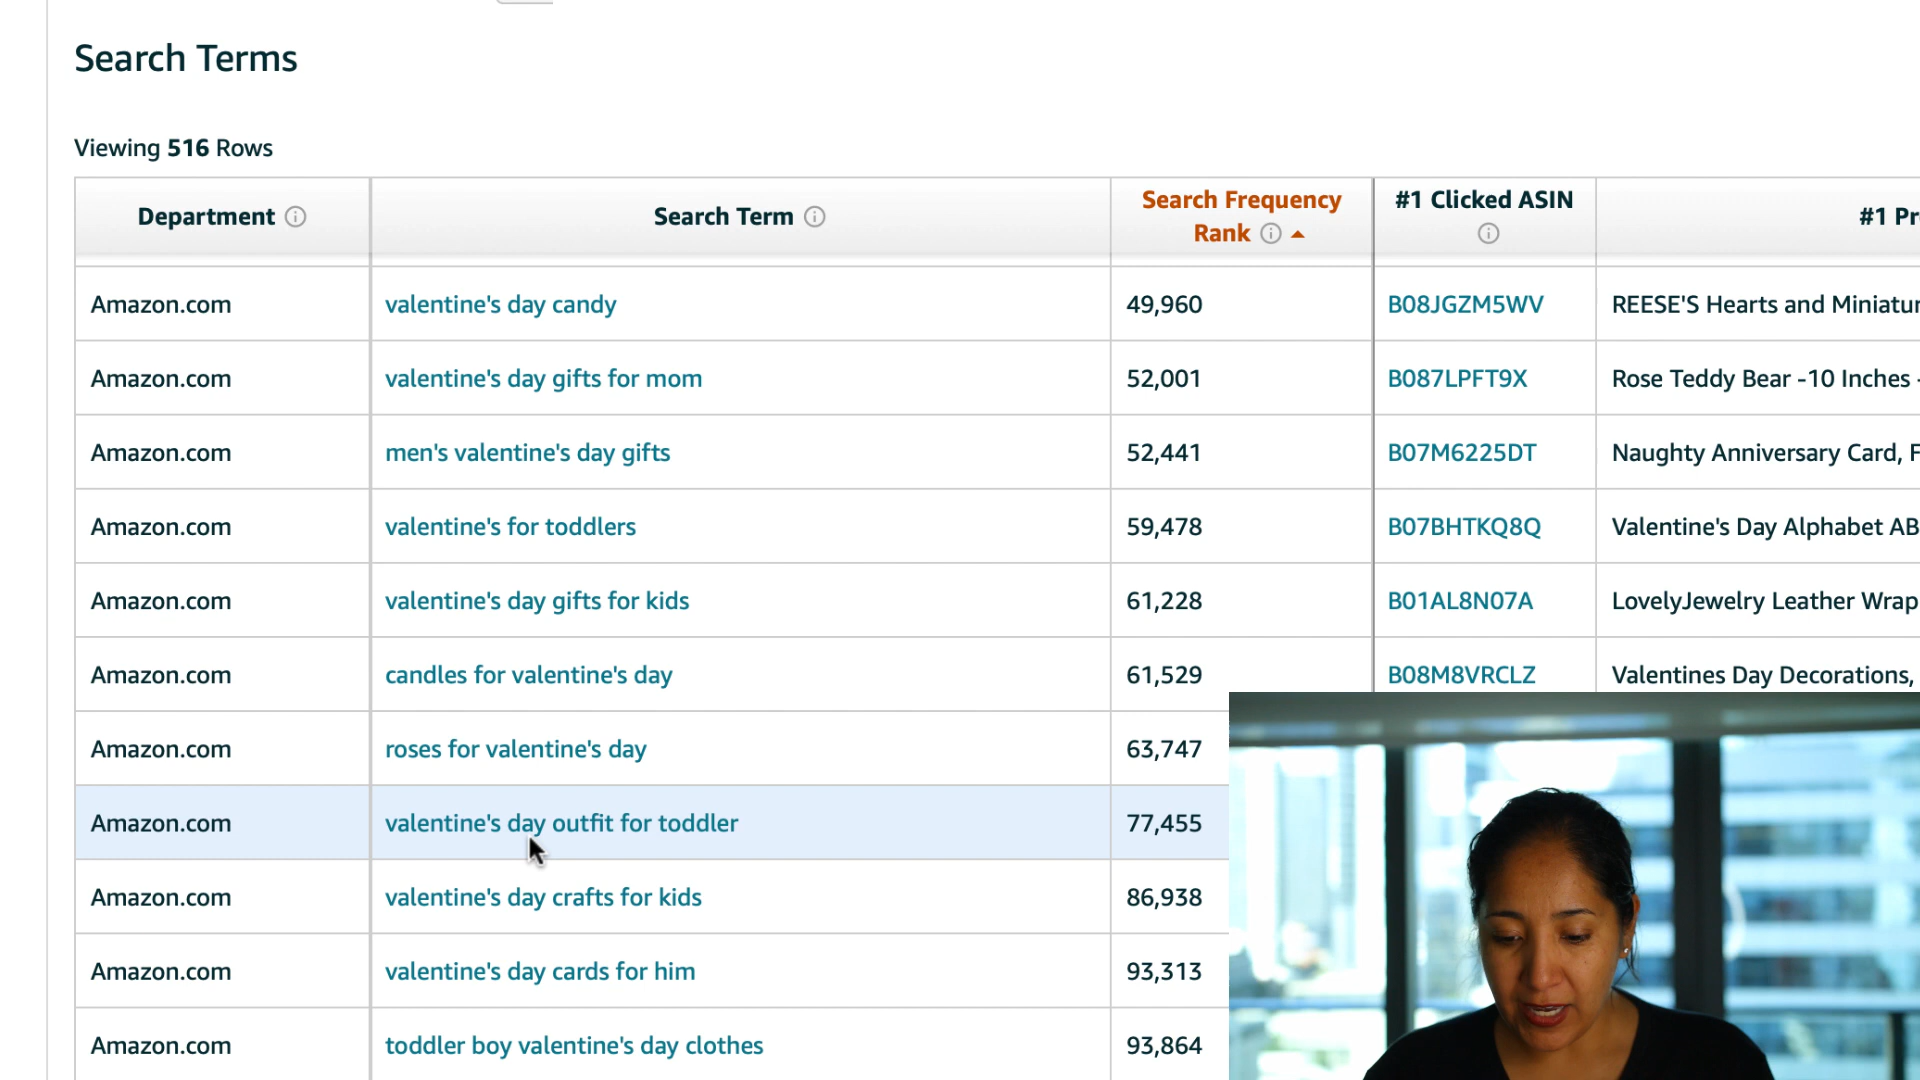 Search Terms
Viewing 516 Rows
Department
Search Term
Search Frequency
Rank
#1 Clicked ASIN
#1
Amazon.com valentine's day candy 49,960 B08JGZM5WV REESE'S Hearts and
Amazon.com valentine's day gifts for mom 52,001 B087LPFT9X Rose Teddy Bear -10 Inches -
Amazon.com men's valentine's day gifts 52,441 B07M6225DT Naughty Anniversary Card,
Amazon.com valentine's for toddlers 59,478 B07BHTKQ8Q Valentine's Day Alphabet
Amazon.com valentine's day gifts for kids 61,228 B01AL8N07A LovelyJewelry Leather Wrap
Amazon.com candles for valentine's day 61,529 B08M8VRCLZ Valentines Day Decorations,
Amazon.com roses for valentine's day 63,747
Amazon.com valentine's day outfit for toddler 77,455
Amazon.com valentine's day crafts for kids 86,938
Amazon.com valentine's day cards for him 93,313
Amazon.com toddler boy valentine's day clothes 93,864